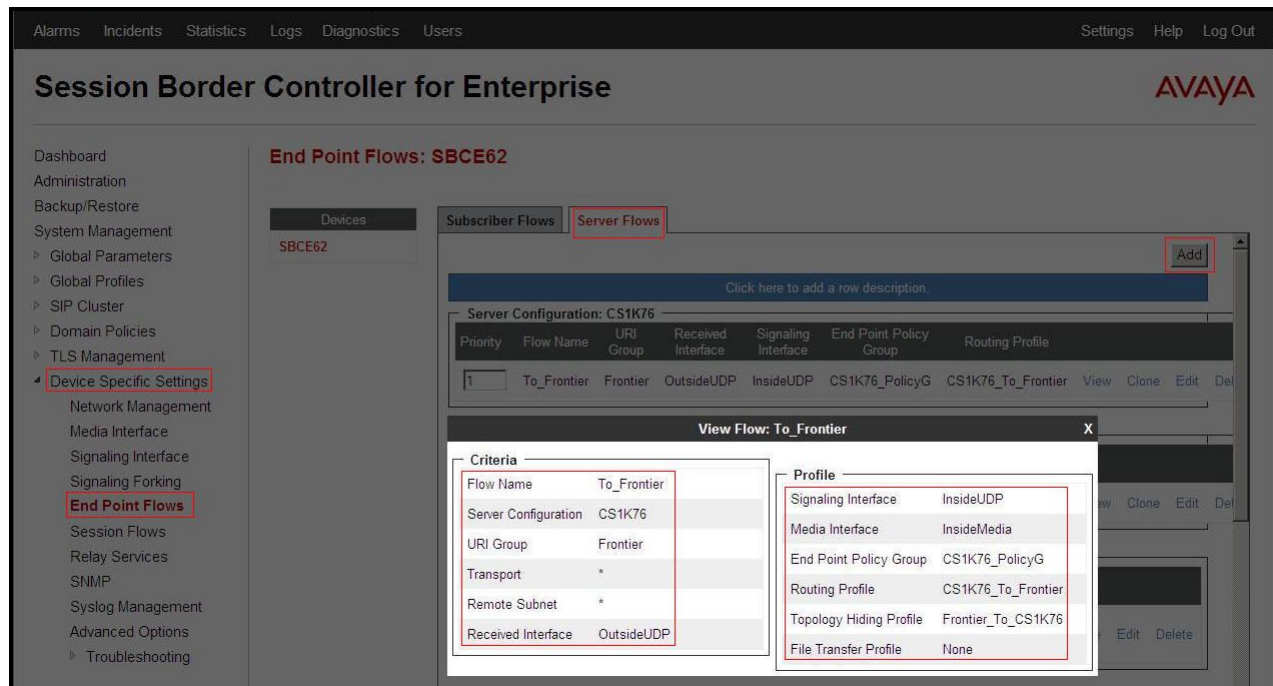 Alarms Incidents Statistics Logs Diagnostics Users Settings Help Log Out
Session Border Controller for Enterprise
AVAYA
Dashboard
Administration
Backup/Restore
System Management
Global Parameters
Global Profiles
SIP Cluster
Domain Policies
TLS Management
Device Specific Settings
Network Management
Media Interface
Signaling Interface
Signaling Forking
End Point Flows
Session Flows
Relay Services
SNMP
Syslog Management
Advanced Options
Troubleshooting
End Point Flows: SBCE62
Devices
SBCE62
Subscriber Flows Server Flows
Add
Click here to add a row description.
Server Configuration: CS1K76
Priority Flow Name URI Group Received Interface Signaling Interface End Point Policy Group Routing Profile
1 To_Frontier Frontier OutsideUDP InsideUDP CS1K76_PolicyG CS1K76_To_Frontier View Clone Edit Del
View Flow: To_Frontier X
Criteria
Flow Name To_Frontier
Server Configuration CS1K76
URI Group Frontier
Transport *
Remote Subnet *
Received Interface OutsideUDP
Profile
Signaling Interface InsideUDP
Media Interface InsideMedia
End Point Policy Group CS1K76_PolicyG
Routing Profile CS1K76_To_Frontier
Topology Hiding Profile Frontier_To_CS1K76
File Transfer Profile None
ew Clone Edit Del
e Edit Delete